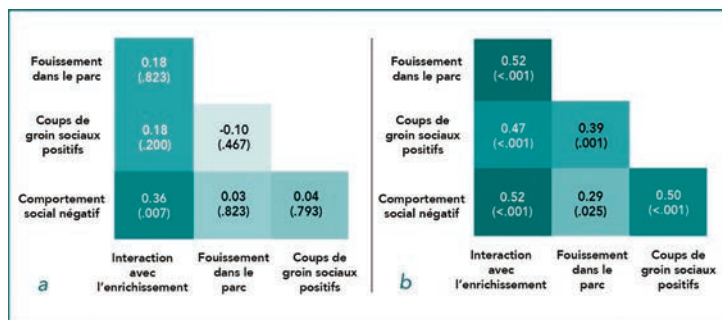 Fouissement
dans le parc
0.18
(.823)
Coups de
groin sociaux
positifs
0.18
(.200)
-0.10
(.467)
Comportement
social négatif
0.36
(.007)
0.03
(.823)
0.04
(.793)
Interaction
avec
l'enrichissement
Fouissement
dans le
parc
Coups de
groin sociaux
positifs
a
Fouissement
dans le parc
0.52
(<.001)
Coups de
groin sociaux
positifs
0.47
(<.001)
0.39
(.001)
Comportement
social négatif
0.52
(<.001)
0.29
(.025)
0.50
(<.001)
Interaction
avec
l'enrichissement
Fouissement
dans le
parc
Coups de
groin sociaux
positifs
b